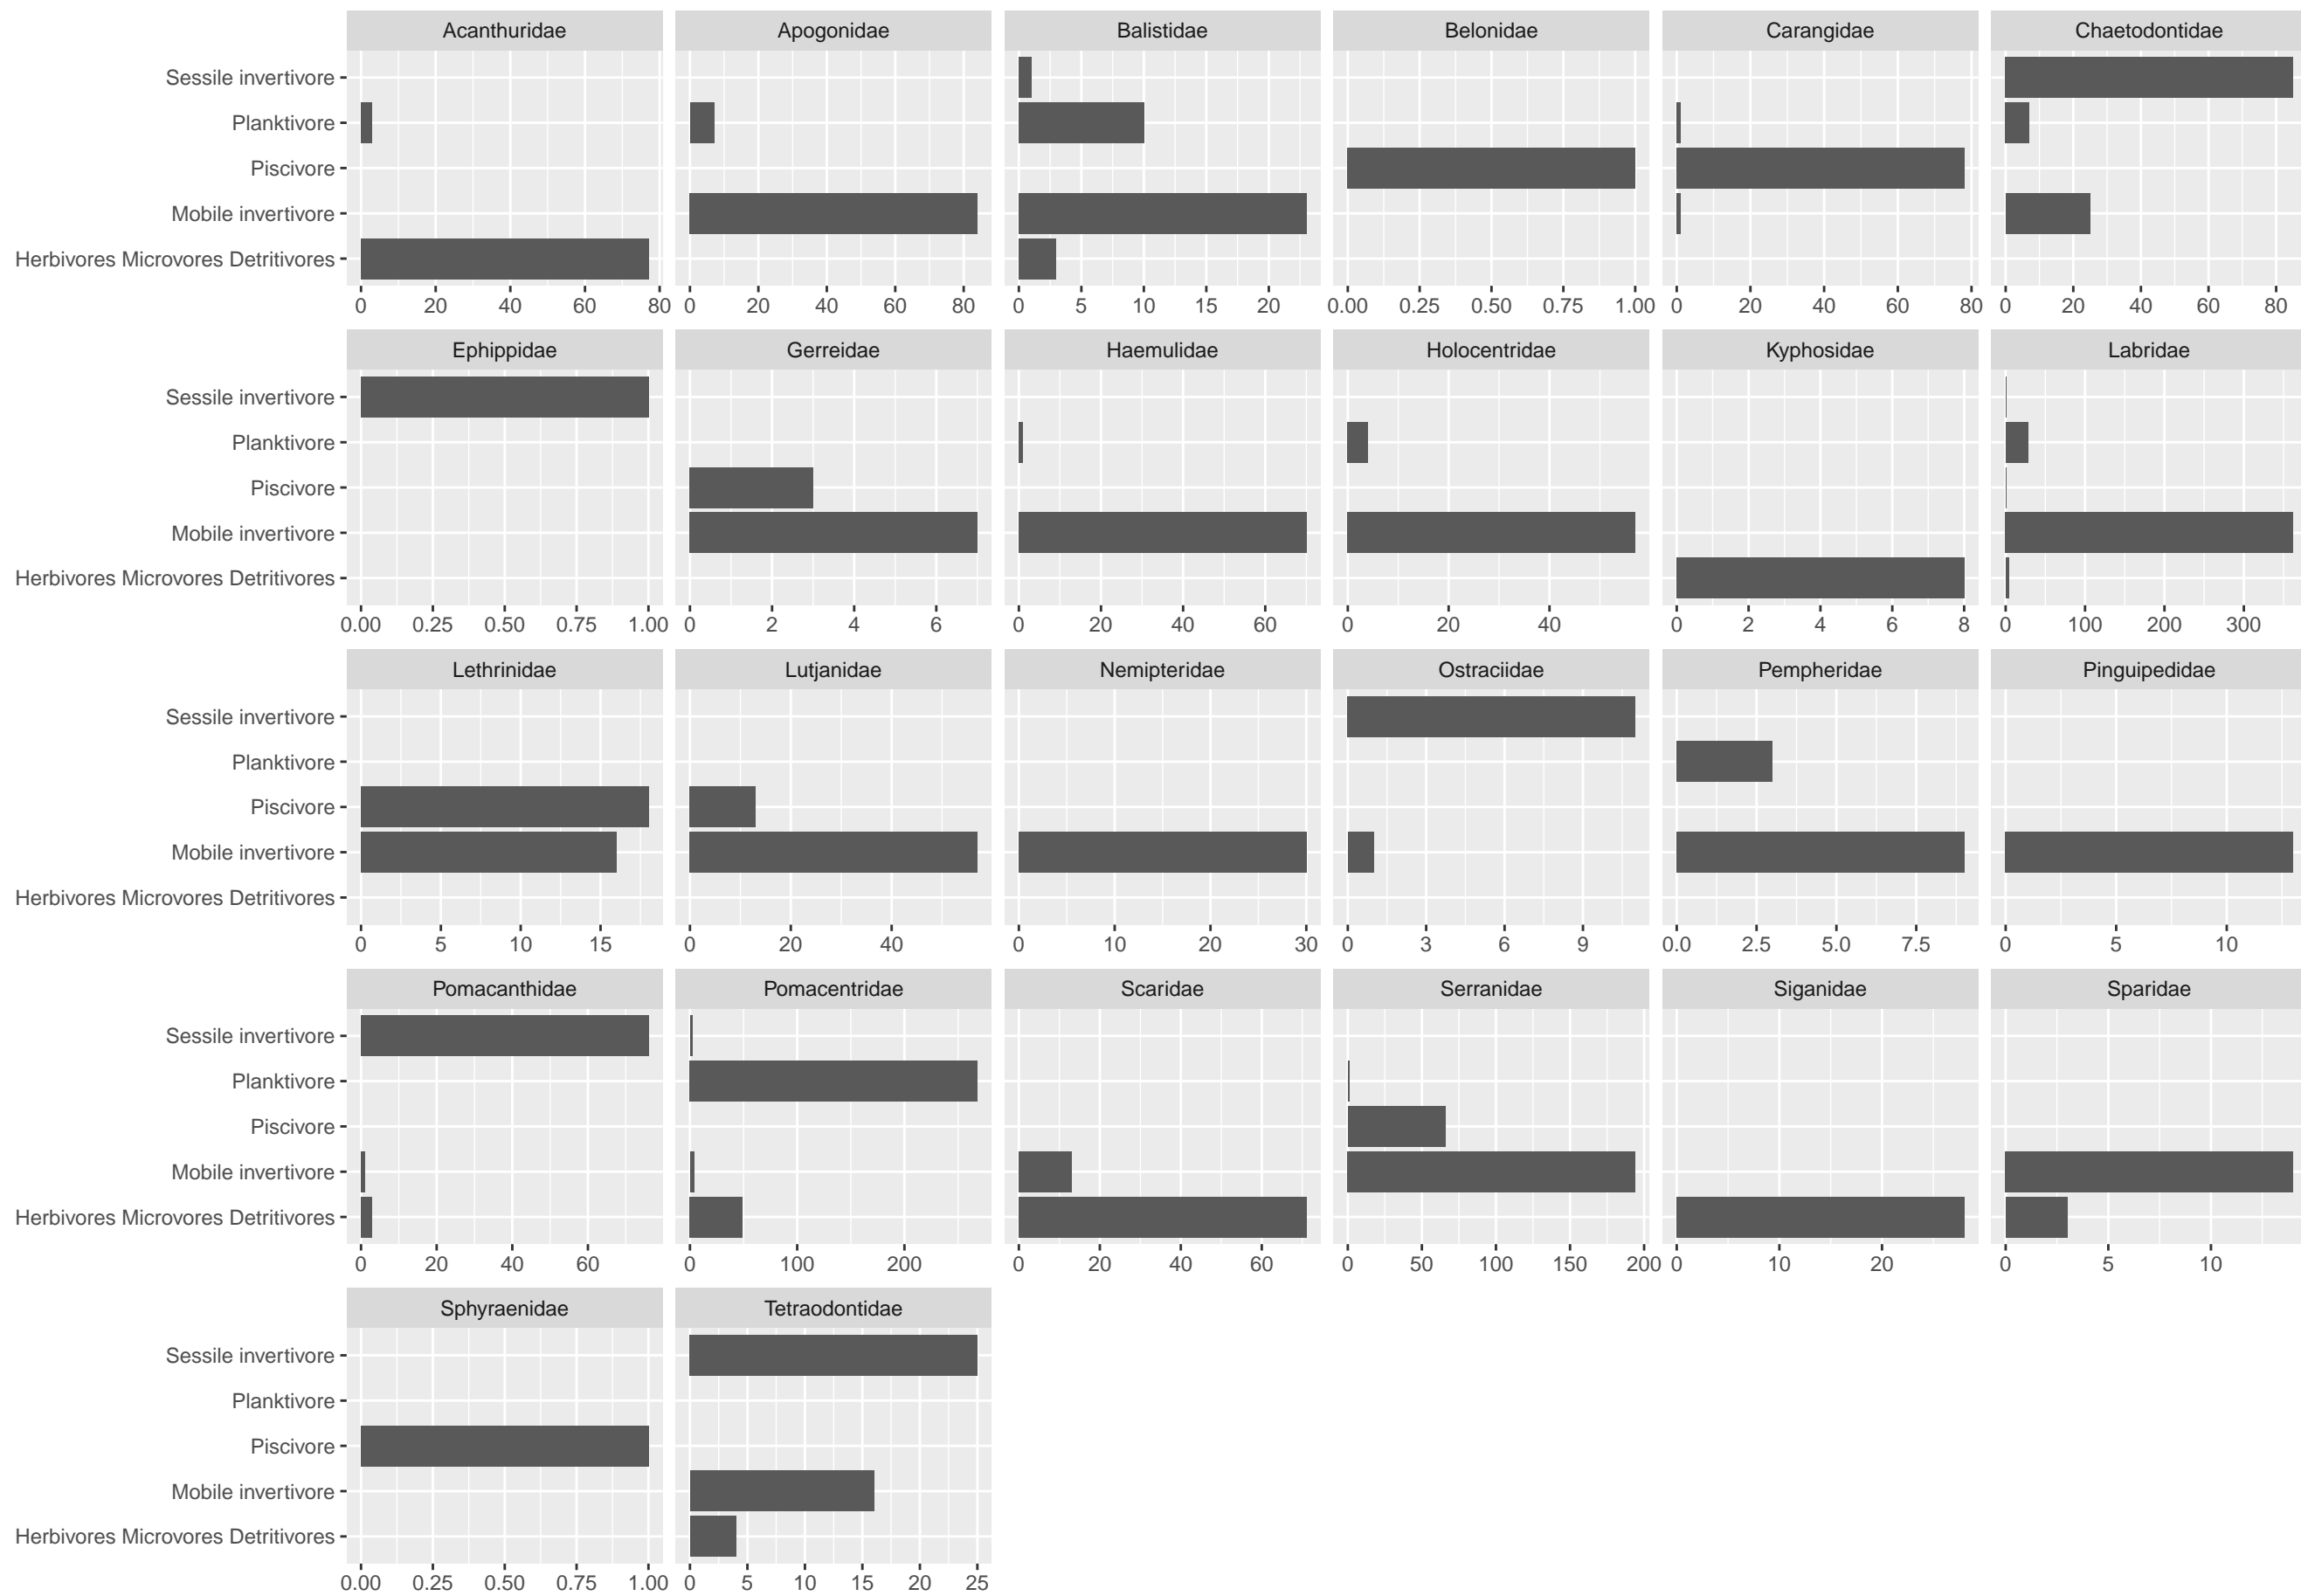 Acanthuridae Apogonidae Balistidae Belonidae Carangidae Chaetodontidae
Sessile invertivore
Planktivore
Piscivore
Mobile invertivore
Herbivores Microvores Detritivores
0 20 40 60 80 0 20 40 60 80 0 5 10 15 20 0.00 0.25 0.50 0.75 1.00 0 20 40 60 80 0 20 40 60 80
Ephippidae Gerreidae Haemulidae Holocentridae Kyphosidae Labridae
Sessile invertivore
Planktivore
Piscivore
Mobile invertivore
Herbivores Microvores Detritivores
0.00 0.25 0.50 0.75 1.00 0 2 4 6 0 20 40 60 0 20 40 0 2 4 6 8 0 100 200 300
Lethrinidae Lutjanidae Nemipteridae Ostraciidae Pempheridae Pinguipedidae
Sessile invertivore
Planktivore
Piscivore
Mobile invertivore
Herbivores Microvores Detritivores
0 5 10 15 0 20 40 0 10 20 30 0 3 6 9 0.0 2.5 5.0 7.5 0 5 10
Pomacanthidae Pomacentridae Scaridae Serranidae Siganidae Sparidae
Sessile invertivore
Planktivore
Piscivore
Mobile invertivore
Herbivores Microvores Detritivores
0 20 40 60 0 100 200 0 20 40 60 0 50 100 150 200 0 10 20 0 5 10
Sphyraenidae Tetraodontidae
Sessile invertivore
Planktivore
Piscivore
Mobile invertivore
Herbivores Microvores Detritivores
0.00 0.25 0.50 0.75 1.00 0 5 10 15 20 25